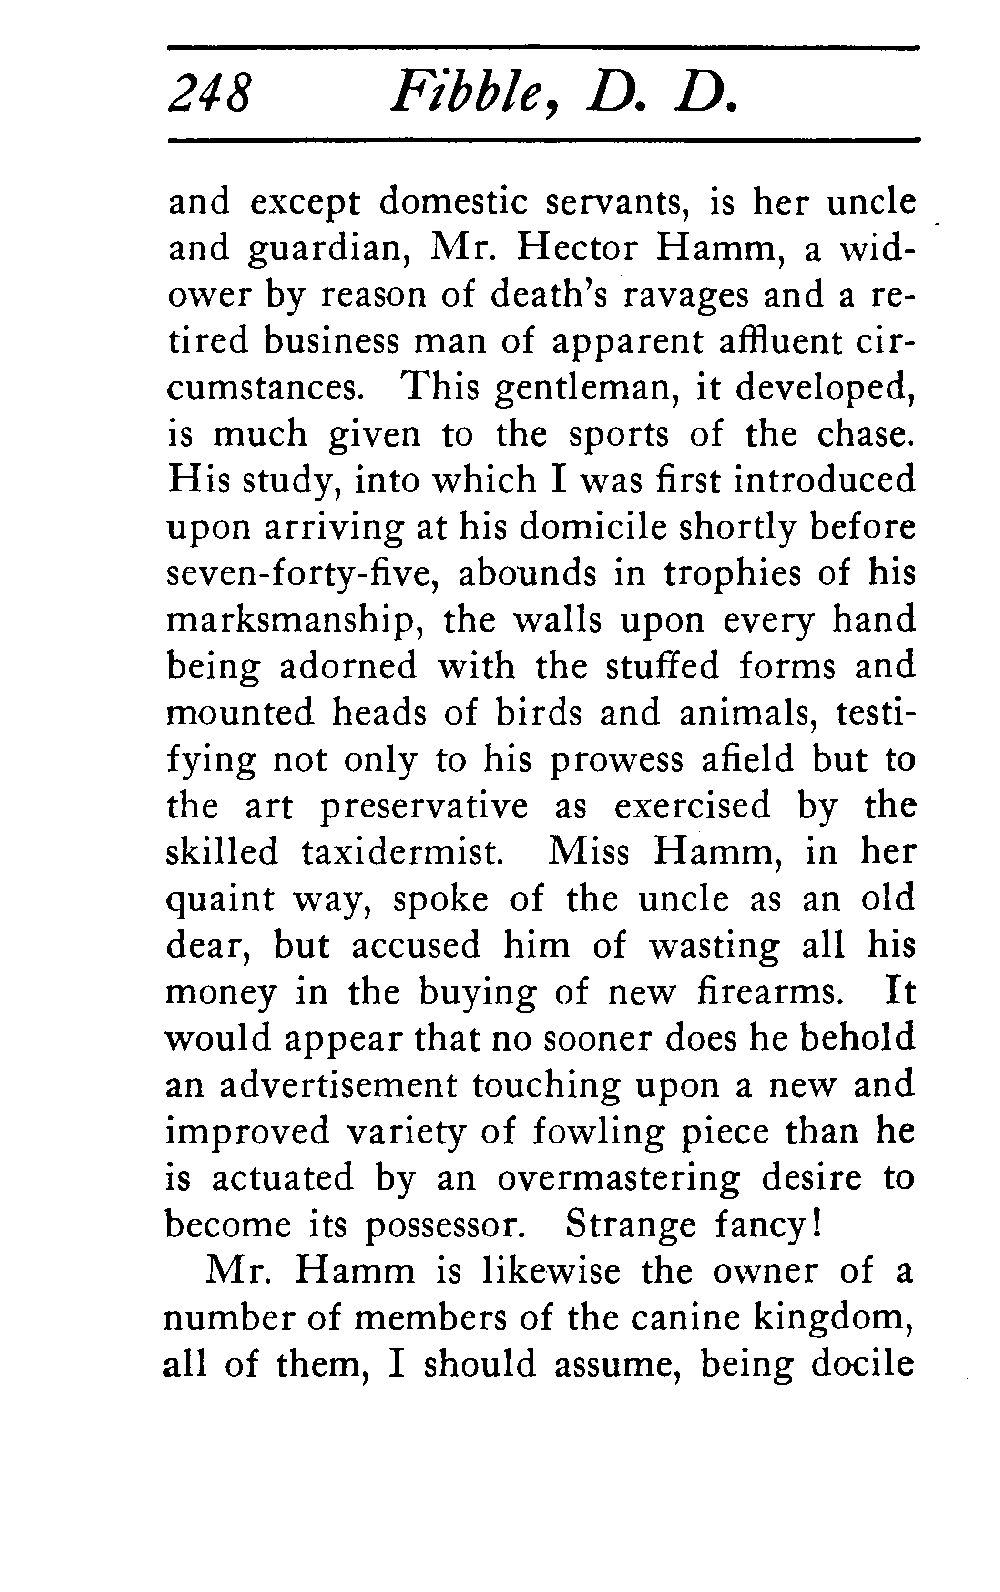 248 Fibble, D. D.
and except domestic servants, is her uncle
and guardian, Mr. Hector Hamm, a wid-
ower by reason of death's ravages and a re-
tired business man of apparent affluent cir-
cumstances. This gentleman, it developed,
is much given to the sports of the chase.
His study, into which I was first introduced
upon arriving at his domicile shortly before
seven-forty-five, abounds in trophies of his
marksmanship, the walls upon every hand
being adorned with the stuffed forms and
mounted heads of birds and animals, testi-
fying not only to his prowess afield but to
the art preservative as exercised by the
skilled taxidermist. Miss Hamm, in her
quaint way, spoke of the uncle as an old
dear, but accused him of wasting all his
money in the buying of new firearms. It
would appear that no sooner does he behold
an advertisement touching upon a new and
improved variety of fowling piece than he
is actuated by an overmastering desire to
become its possessor. Strange fancy!
Mr. Hamm is likewise the owner of a
number of members of the canine kingdom,
all of them, I should assume, being docile